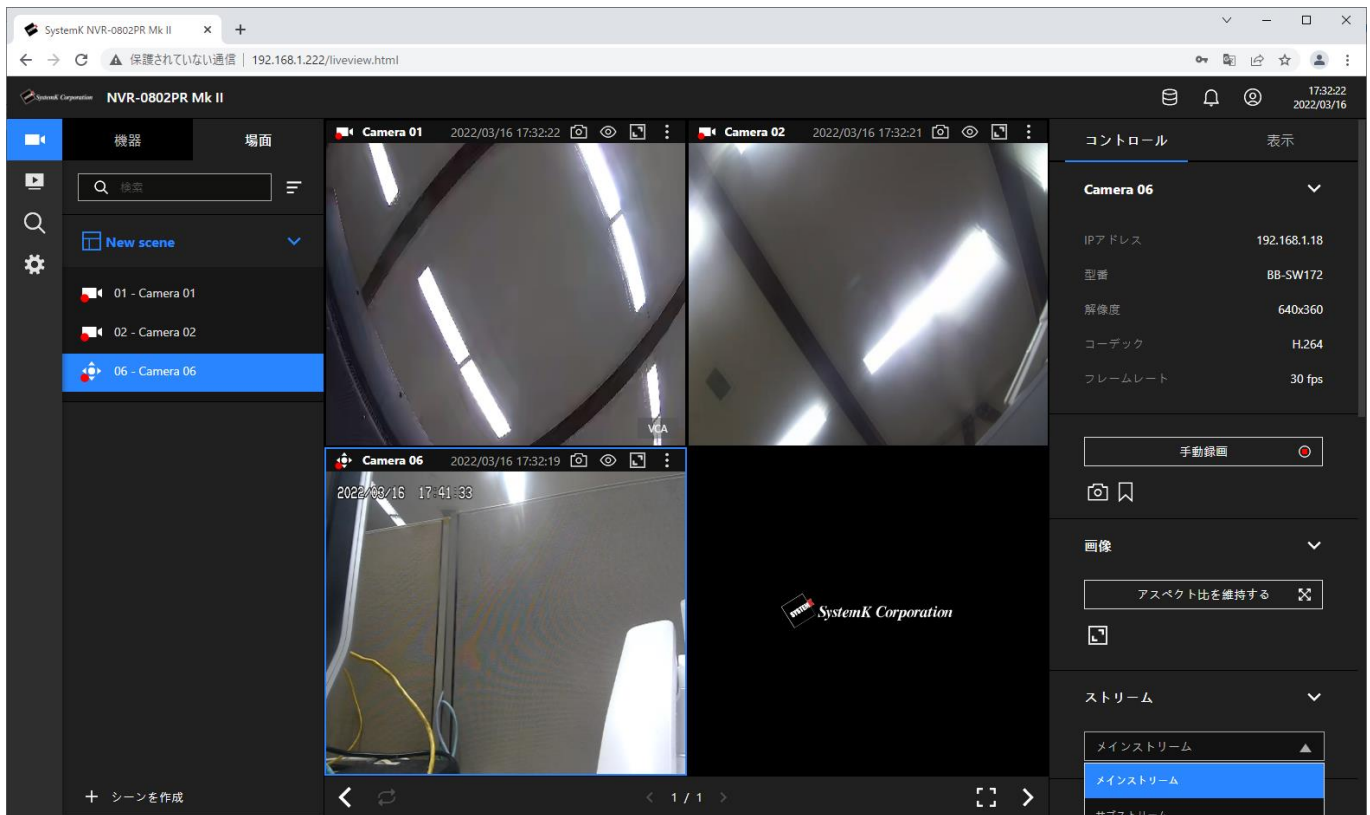 SystemK NVR-0802PR Mk II
保護されていない通信 | 192.168.1.222/liveview.html
SystemK Corporation NVR-0802PR Mk II
17:32:22
2022/03/16
機器
場面
検索
New scene
01 - Camera 01
02 - Camera 02
06 - Camera 06
シーンを作成
Camera 01 2022/03/16 17:32:22
VCA
Camera 02 2022/03/16 17:32:21
Camera 06 2022/03/16 17:32:19
2022/03/16 17:41:33
SYSTEM SystemK Corporation
1 / 1
コントロール
表示
Camera 06
IPアドレス 192.168.1.18
型番 BB-SW172
解像度 640x360
コーデック H.264
フレームレート 30 fps
手動録画
画像
アスペクト比を維持する
ストリーム
メインストリーム
メインストリーム
サブストリーム